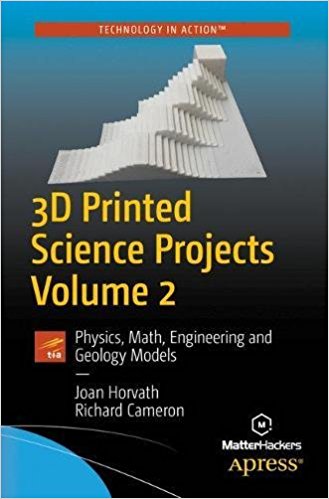 TECHNOLOGY IN ACTION™
3D Printed
Science Projects
Volume 2
tia
Physics, Math, Engineering and
Geology Models
Joan Horvath
Richard Cameron
M
MatterHackers
Apress®